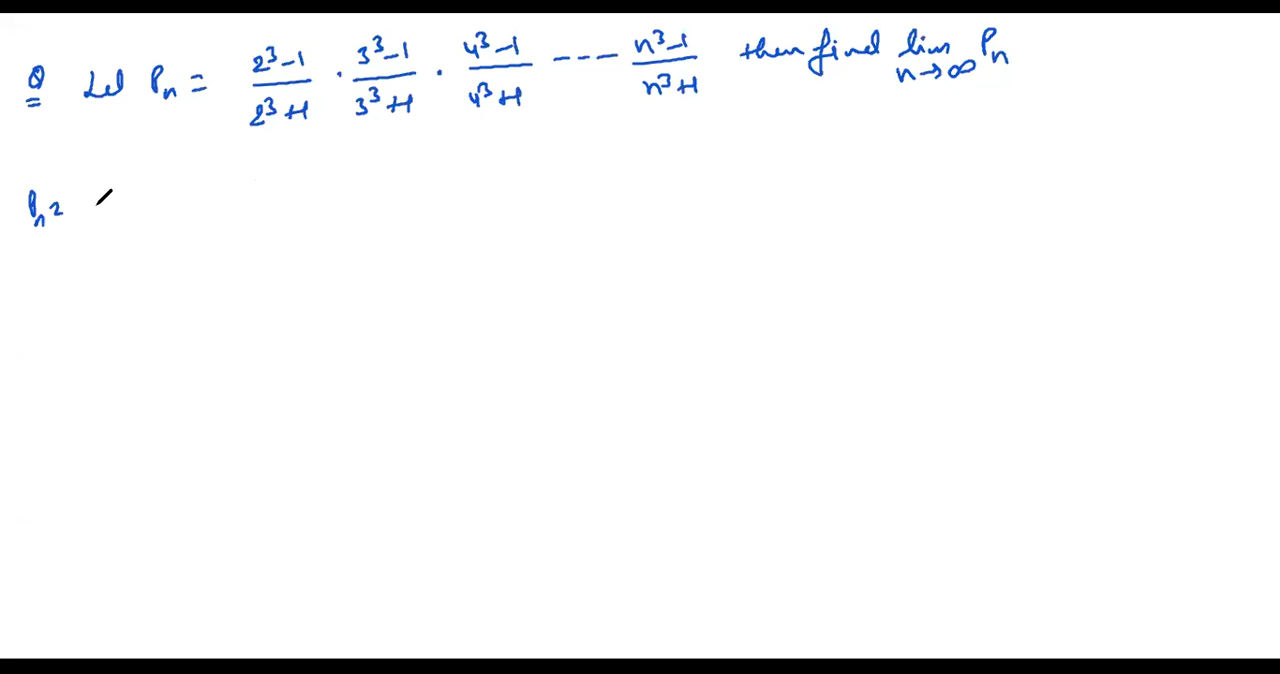 Q Let Pn = 2³-1/2³+1 · 3³-1/3³+1 · 4³-1/4³+1 ---- n³-1/n³+1 then find lim n→∞ Pn
Pn =